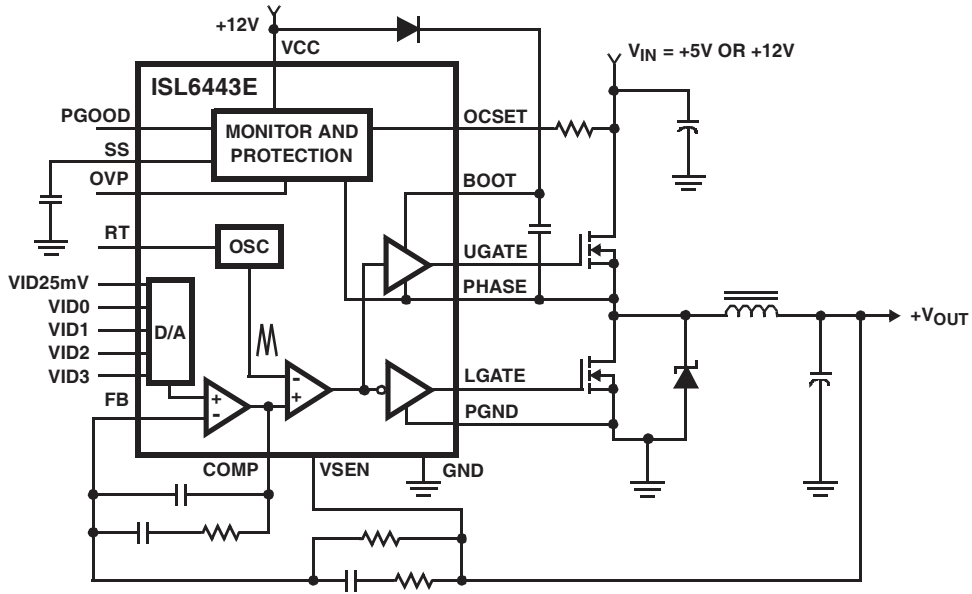 +12V
VCC
V_IN = +5V OR +12V
ISL6443E
PGOOD
MONITOR AND
PROTECTION
OCSET
SS
OVP
BOOT
RT
OSC
UGATE
PHASE
VID25mV
VID0
VID1
VID2
VID3
D/A
+V_OUT
+
-
-
+
LGATE
FB
PGND
COMP
VSEN
GND